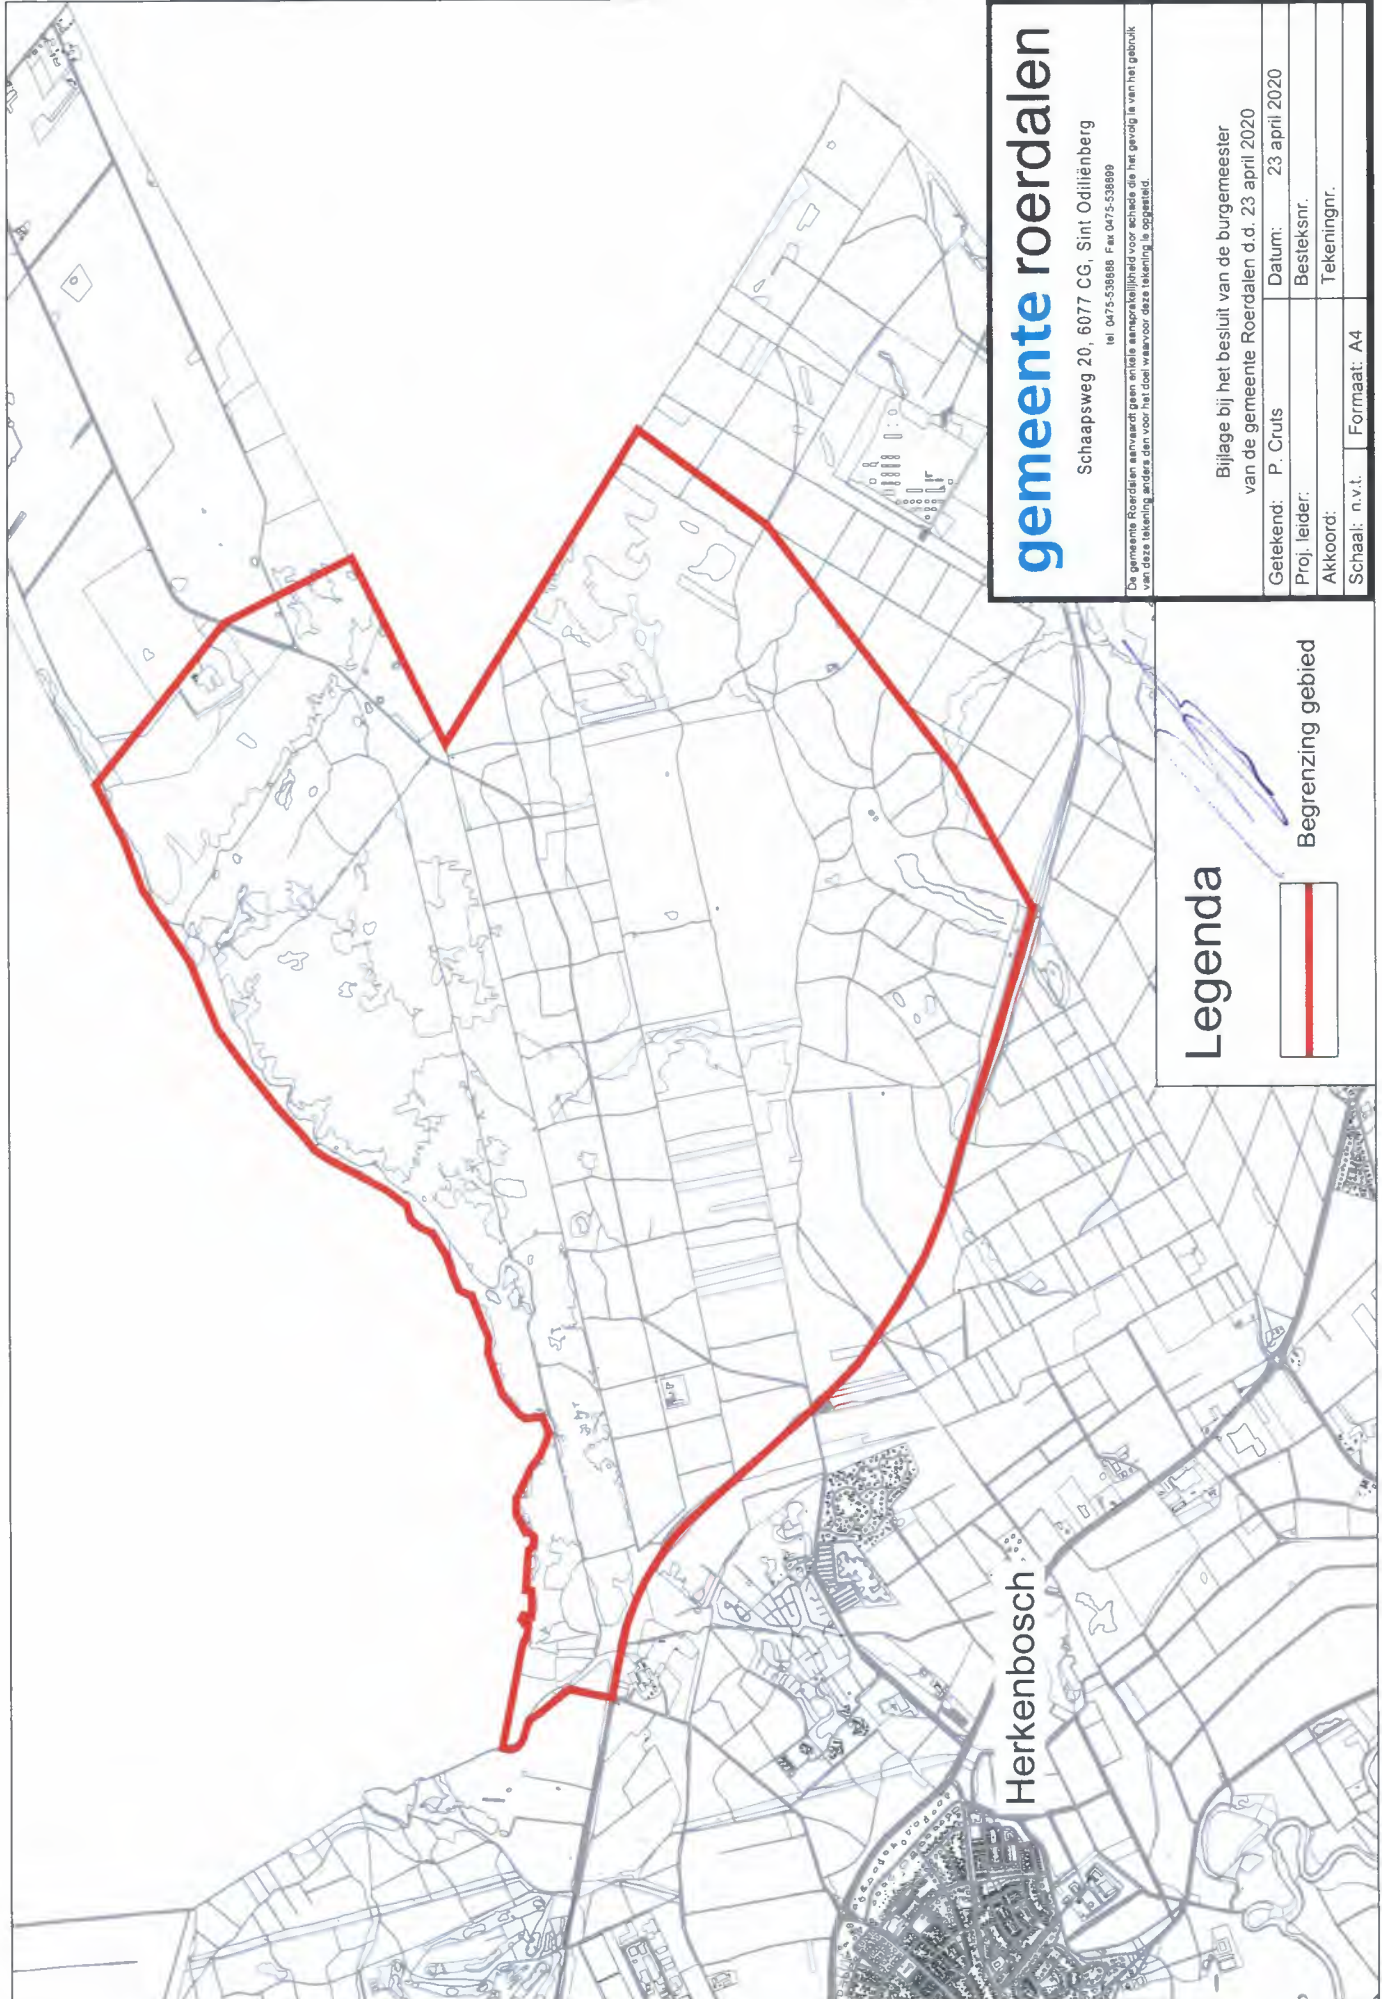 gemeente roerdalen
Schaapsweg 20, 6077 CG, Sint Odiliënberg
tel 0475-538888 Fax 0475-538899
De gemeente Roerdalen aanvaardt geen enkele aansprakelijkheid voor schade die het gevolg is van het gebruik
van deze tekening anders dan voor het doel waarvoor deze tekening is opgesteld.
Bijlage bij het besluit van de burgemeester
van de gemeente Roerdalen d.d. 23 april 2020
Getekend: P. Cruts Datum: 23 april 2020
Proj. leider: Besteksnr.
Akkoord: Tekeningnr.
Schaal: n.v.t. Formaat: A4
Legenda
Begrenzing gebied
Herkenbosch